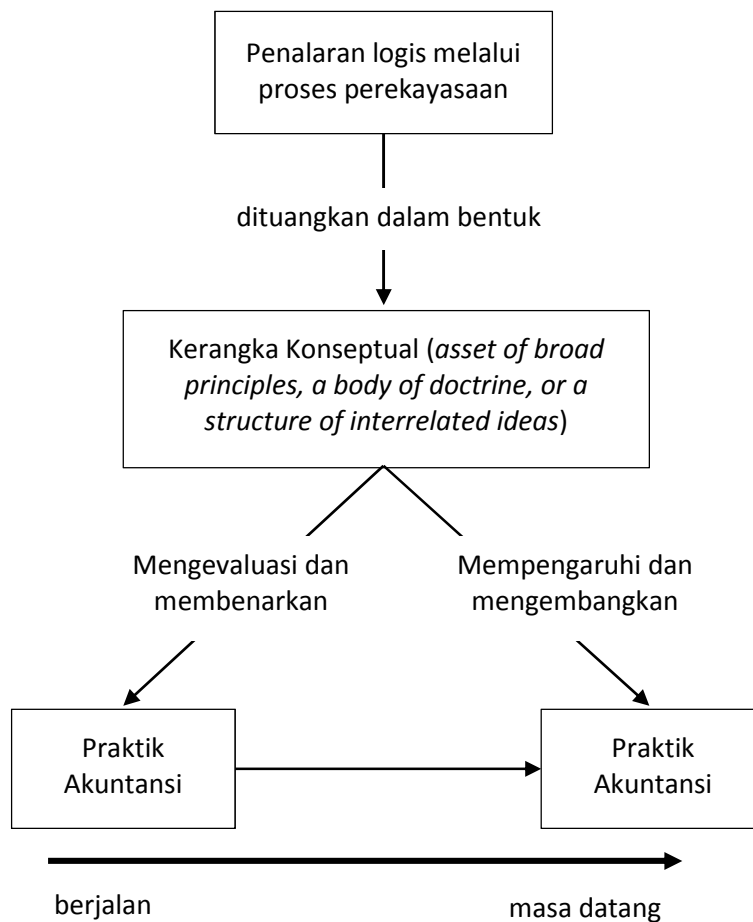 Penalaran logis melalui
proses perekayasaan
dituangkan dalam bentuk
Kerangka Konseptual (asset of broad
principles, a body of doctrine, or a
structure of interrelated ideas)
Mengevaluasi dan
membenarkan
Mempengaruhi dan
mengembangkan
Praktik
Akuntansi
Praktik
Akuntansi
berjalan
masa datang